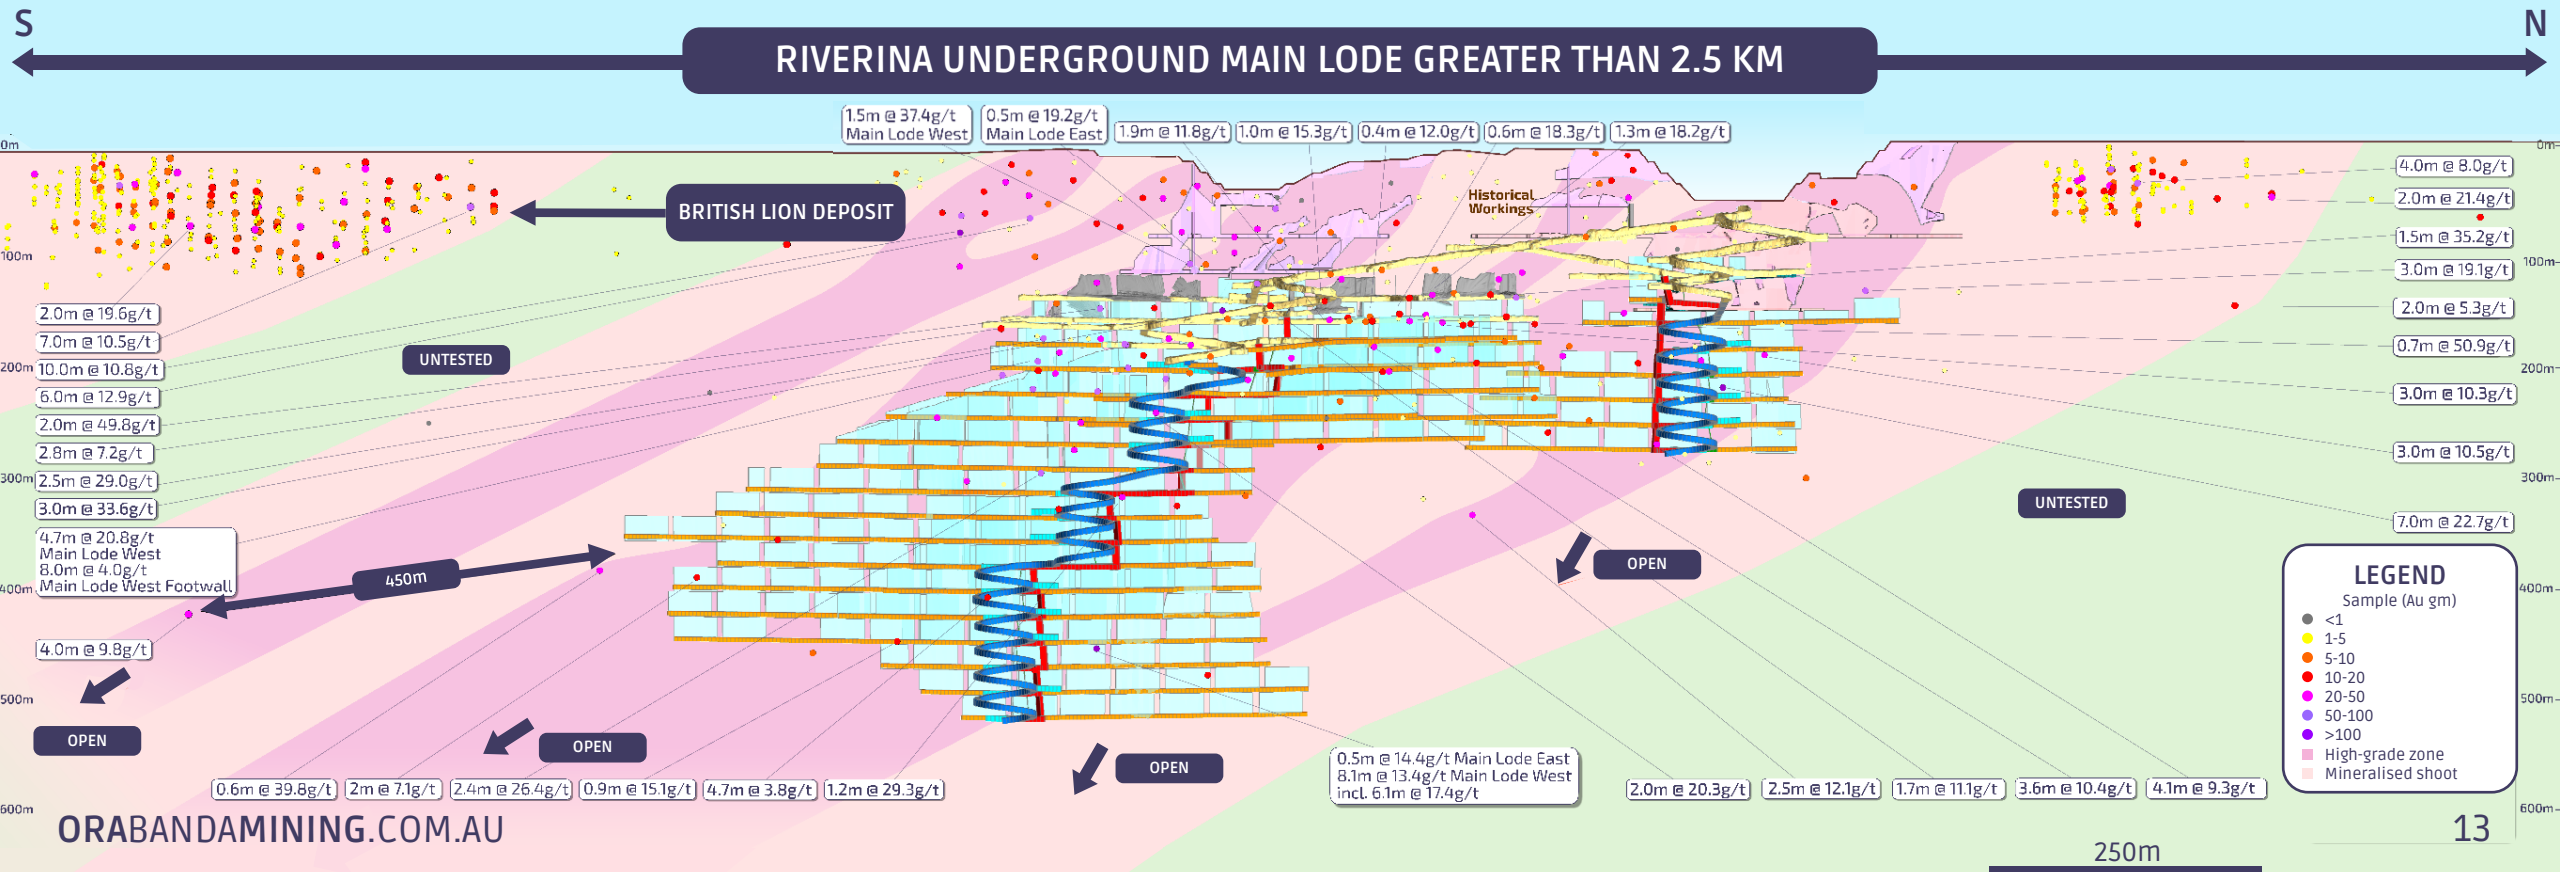 S
N
RIVERINA UNDERGROUND MAIN LODE GREATER THAN 2.5 KM
1.5m @ 37.4g/t
Main Lode West
0.5m @ 19.2g/t
Main Lode East
1.9m @ 11.8g/t
1.0m @ 15.3g/t
0.4m @ 12.0g/t
0.6m @ 18.3g/t
1.3m @ 18.2g/t
0m
100m
200m
300m
400m
500m
600m
BRITISH LION DEPOSIT
Historical
Workings
2.0m @ 19.6g/t
7.0m @ 10.5g/t
10.0m @ 10.8g/t
6.0m @ 12.9g/t
2.0m @ 49.8g/t
2.8m @ 7.2g/t
2.5m @ 29.0g/t
3.0m @ 33.6g/t
4.7m @ 20.8g/t
Main Lode West
8.0m @ 4.0g/t
Main Lode West Footwall
4.0m @ 9.8g/t
UNTESTED
450m
OPEN
OPEN
OPEN
OPEN
UNTESTED
0m
100m
200m
300m
400m
500m
600m
4.0m @ 8.0g/t
2.0m @ 21.4g/t
1.5m @ 35.2g/t
3.0m @ 19.1g/t
2.0m @ 5.3g/t
0.7m @ 50.9g/t
3.0m @ 10.3g/t
3.0m @ 10.5g/t
7.0m @ 22.7g/t
LEGEND
Sample (Au gm)
<1
1-5
5-10
10-20
20-50
50-100
>100
High-grade zone
Mineralised shoot
0.6m @ 39.8g/t
2m @ 7.1g/t
2.4m @ 26.4g/t
0.9m @ 15.1g/t
4.7m @ 3.8g/t
1.2m @ 29.3g/t
0.5m @ 14.4g/t Main Lode East
8.1m @ 13.4g/t Main Lode West
incl. 6.1m @ 17.4g/t
2.0m @ 20.3g/t
2.5m @ 12.1g/t
1.7m @ 11.1g/t
3.6m @ 10.4g/t
4.1m @ 9.3g/t
ORABANDAMINING.COM.AU
13
250m